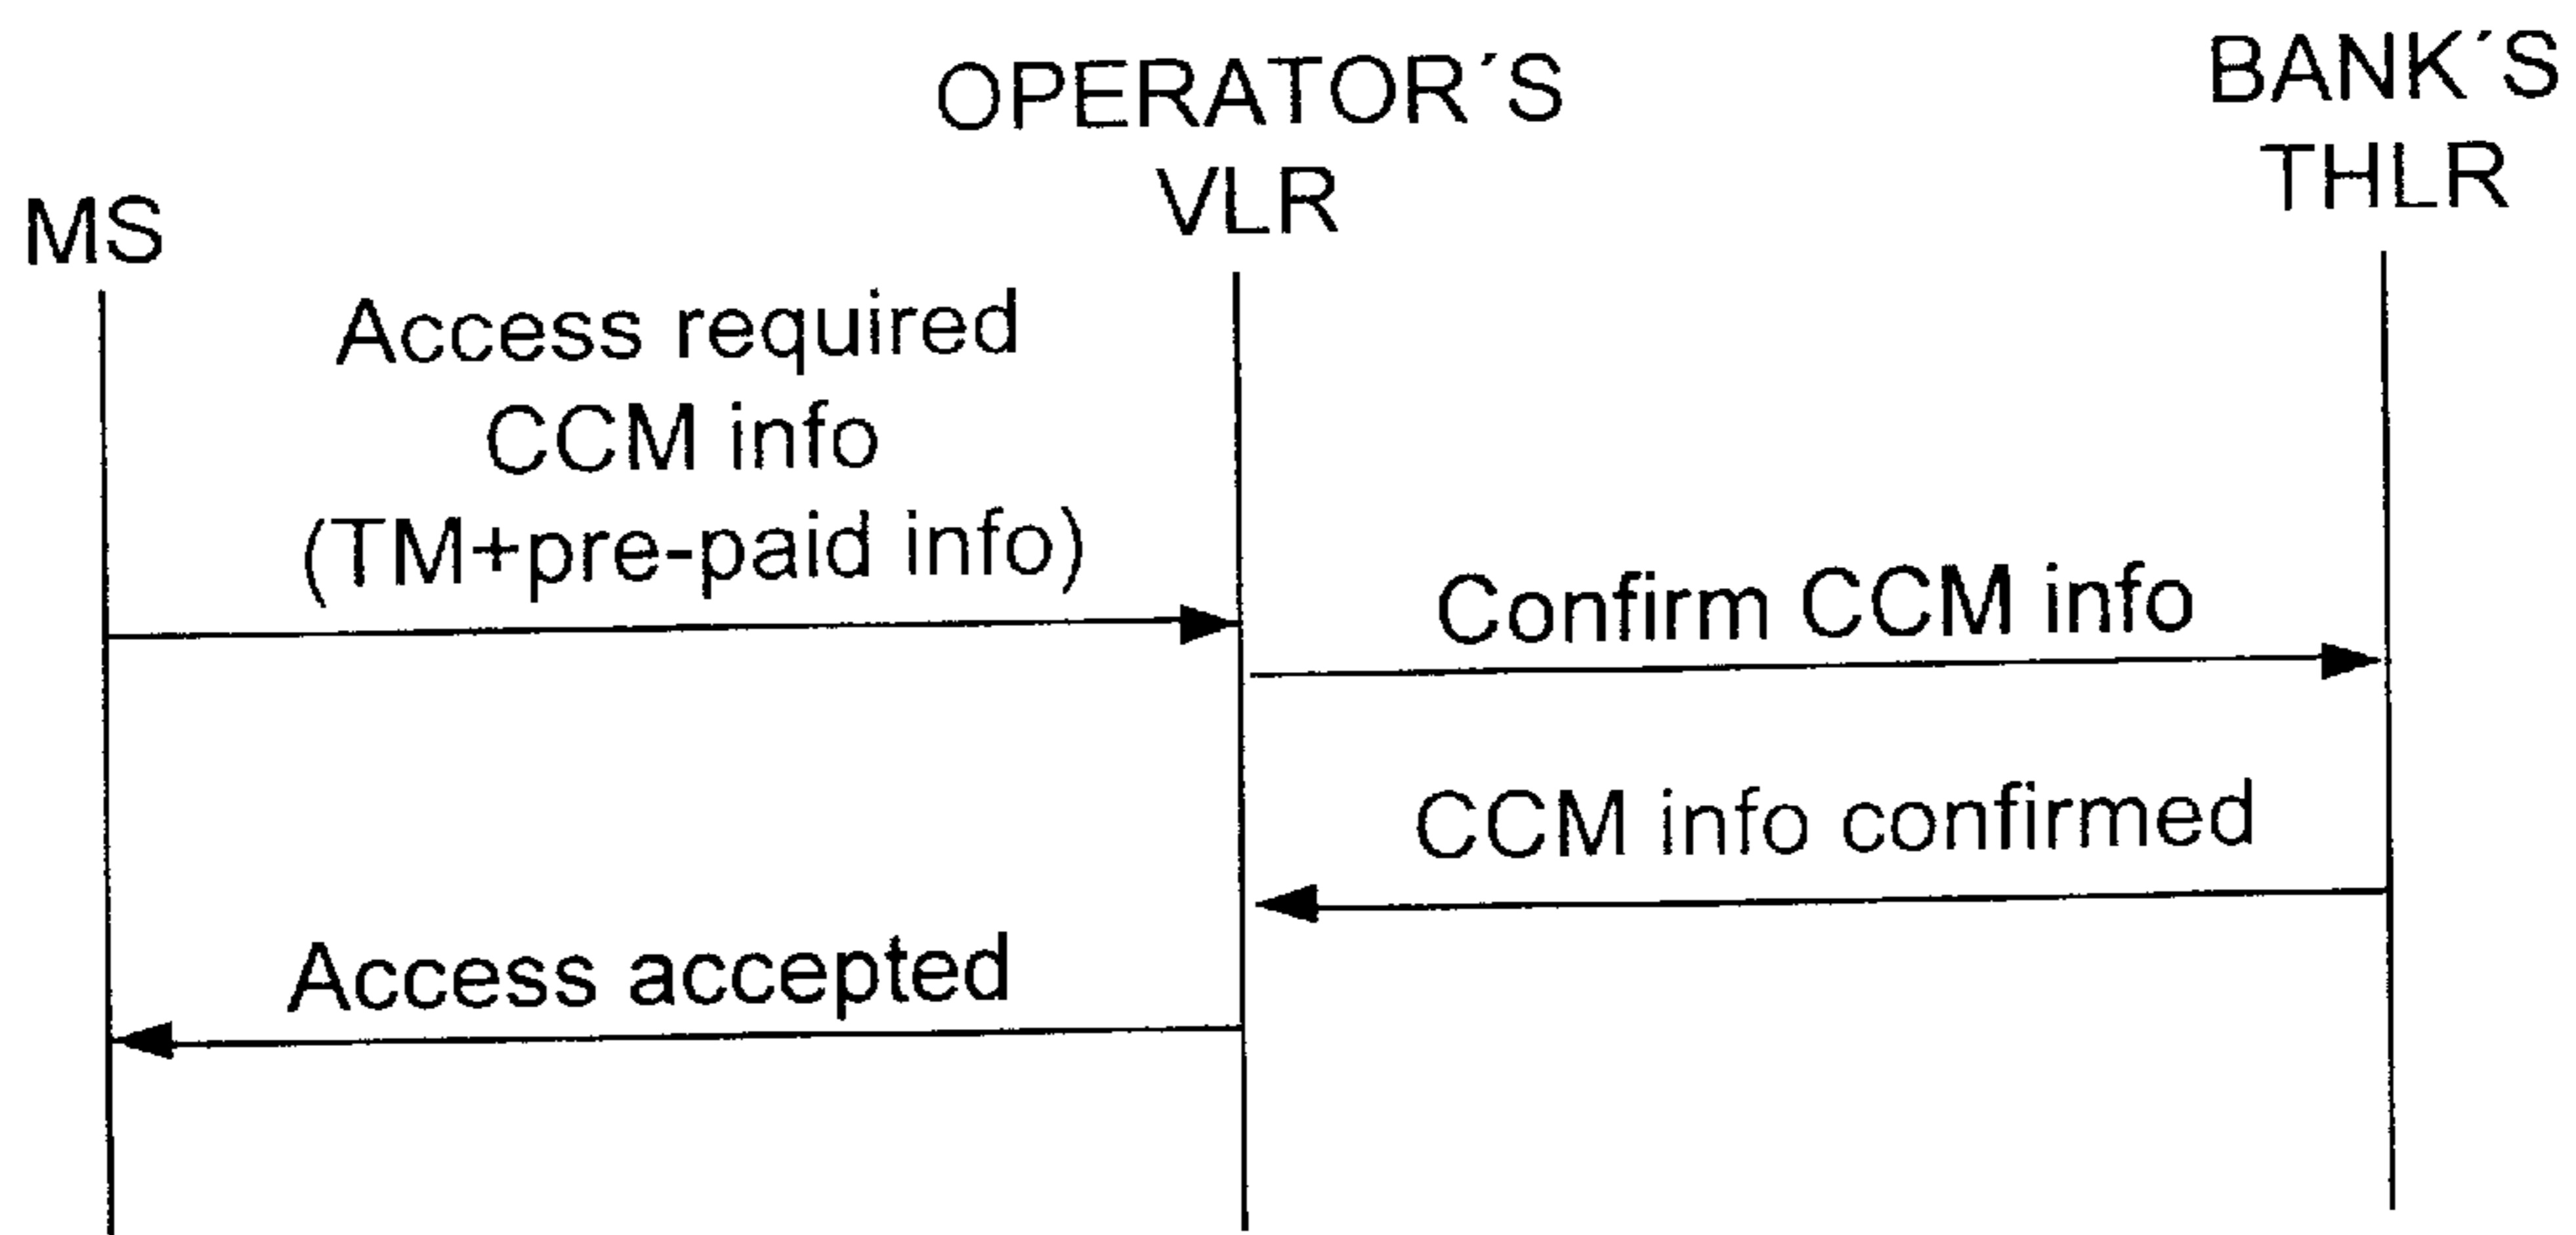 MS
OPERATOR´S
VLR
BANK´S
THLR
Access required
CCM info
(TM+pre-paid info)
Confirm CCM info
CCM info confirmed
Access accepted